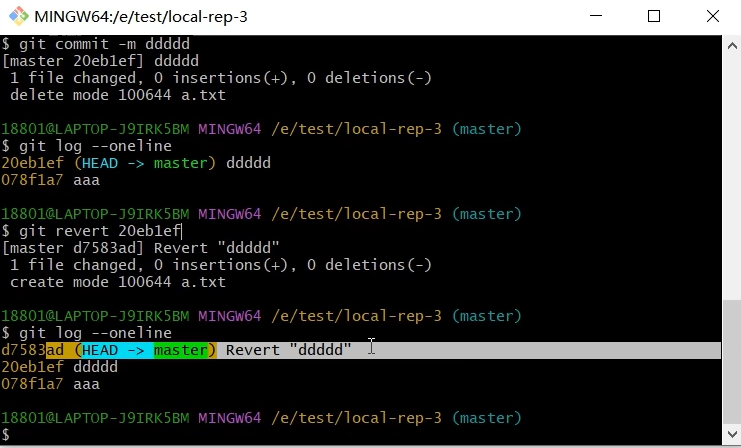 MINGW64:/e/test/local-rep-3
$ git commit -m ddddd
[master 20eb1ef] ddddd
 1 file changed, 0 insertions(+), 0 deletions(-)
 delete mode 100644 a.txt
18801@LAPTOP-J9IRK5BM MINGW64 /e/test/local-rep-3 (master)
$ git log --oneline
20eb1ef (HEAD -> master) ddddd
078f1a7 aaa
18801@LAPTOP-J9IRK5BM MINGW64 /e/test/local-rep-3 (master)
$ git revert 20eb1ef
[master d7583ad] Revert "ddddd"
 1 file changed, 0 insertions(+), 0 deletions(-)
 create mode 100644 a.txt
18801@LAPTOP-J9IRK5BM MINGW64 /e/test/local-rep-3 (master)
$ git log --oneline
d7583ad (HEAD -> master) Revert "ddddd"
20eb1ef ddddd
078f1a7 aaa
18801@LAPTOP-J9IRK5BM MINGW64 /e/test/local-rep-3 (master)
$